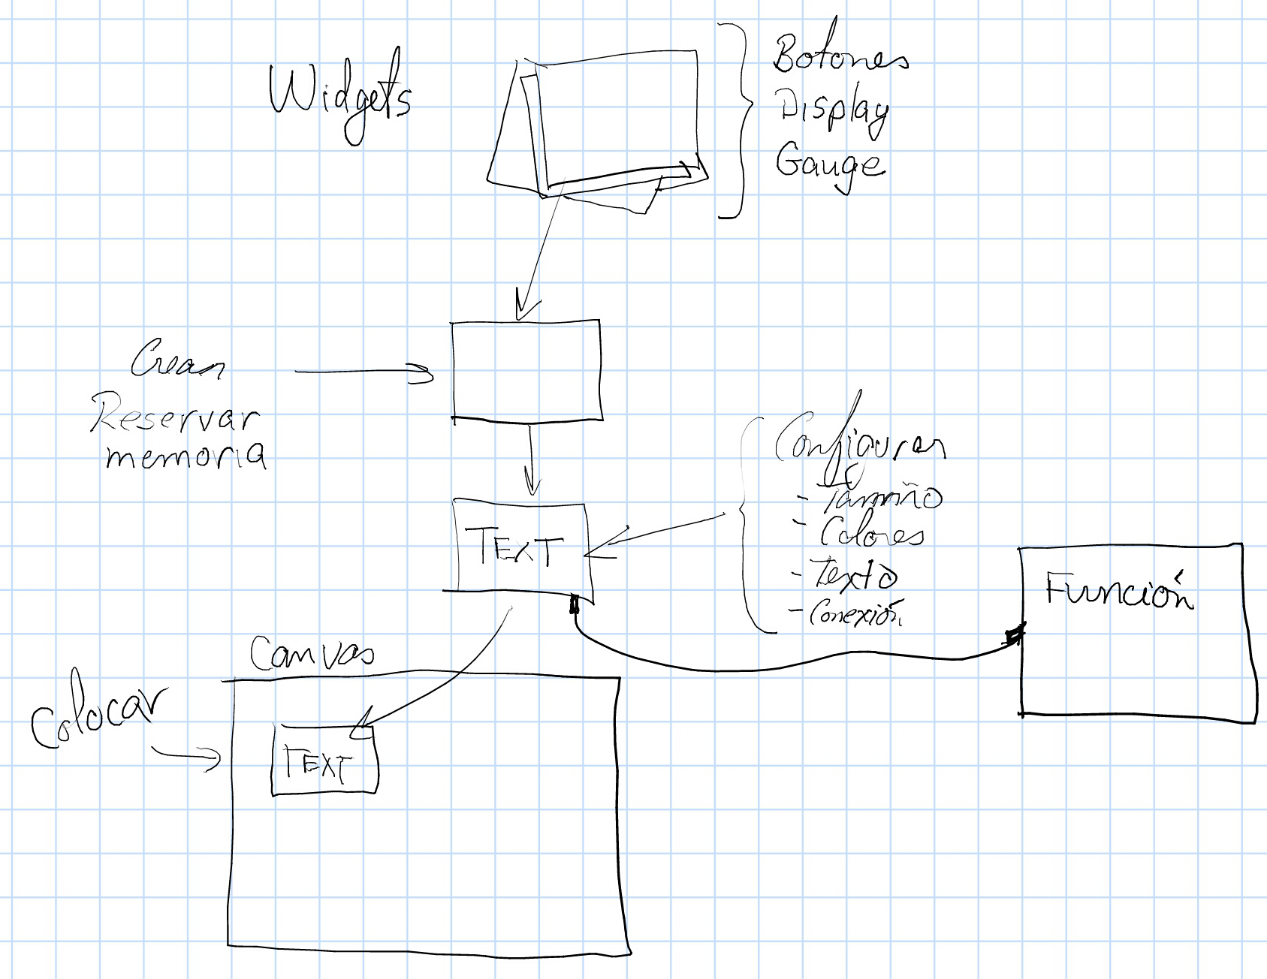 Widgets
Botones
Display
Gauge
Crear
Reservar
memoria
Configurar
- Tamaño
- Colores
- Texto
- Conexión
TEXT
Función
Canvas
Colocar
TEXT